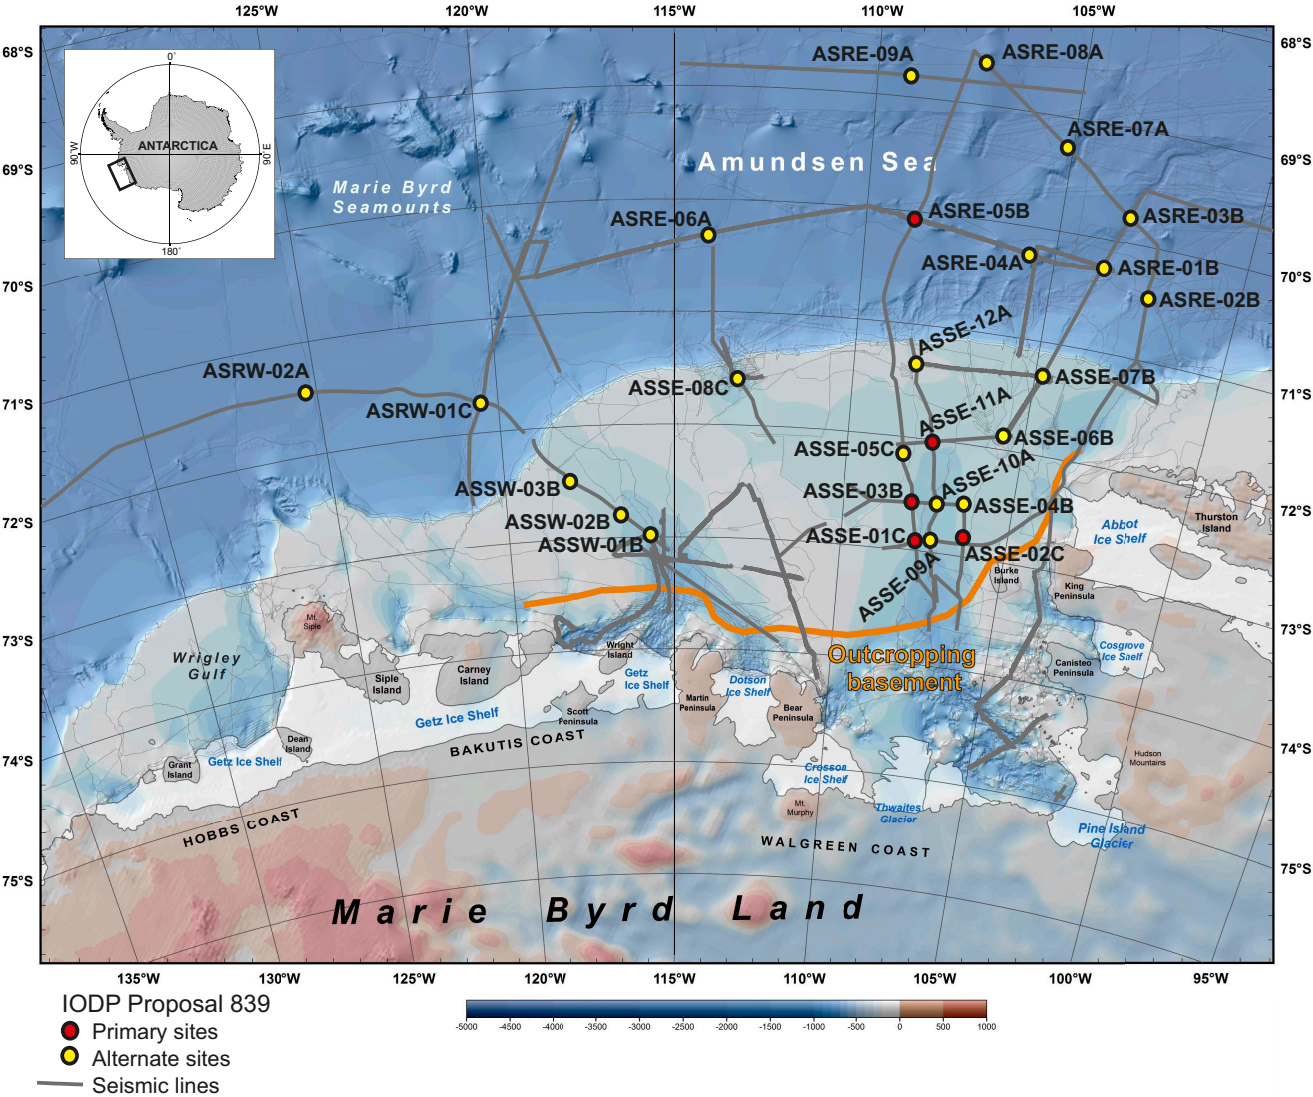 125°W 120°W 115°W 110°W 105°W
68°S
68°S
0°
ANTARCTICA
90°W
90°E
180°
ASRE-09A
ASRE-08A
ASRE-07A
69°S
69°S
Amundsen Sea
Marie Byrd
Seamounts
ASRE-06A
ASRE-05B
ASRE-03B
ASRE-04A
ASRE-01B
70°S
70°S
ASRE-02B
ASSE-12A
ASRW-02A
ASSE-08C
ASSE-07B
71°S
71°S
ASRW-01C
ASSE-11A
ASSE-06B
ASSE-05C
ASSE-10A
ASSW-03B
ASSE-03B
ASSE-04B
72°S
72°S
ASSW-02B
ASSW-01B
ASSE-01C
ASSE-02C
ASSE-09A
Abbot
Ice Shelf
Thurston
Island
Burke
Island
King
Peninsula
Mt.
Siple
73°S
73°S
Wrigley
Gulf
Wright
Island
Outcropping
basement
Cosgrove
Ice Shelf
Canisteo
Peninsula
Siple
Island
Carney
Island
Getz
Ice Shelf
Dotson
Ice Shelf
Martin
Peninsula
Bear
Peninsula
Scott
Peninsula
Getz Ice Shelf
BAKUTIS COAST
Dean
Island
Getz Ice Shelf
Grant
Island
74°S
74°S
Hudson
Mountains
Crosson
Ice Shelf
Mt.
Murphy
Thwaites
Glacier
Pine Island
Glacier
HOBBS COAST
WALGREEN COAST
75°S
75°S
Marie Byrd Land
135°W 130°W 125°W 120°W 115°W 110°W 105°W 100°W 95°W
IODP Proposal 839
Primary sites
Alternate sites
Seismic lines
-5000 -4500 -4000 -3500 -3000 -2500 -2000 -1500 -1000 -500 0 500 1000